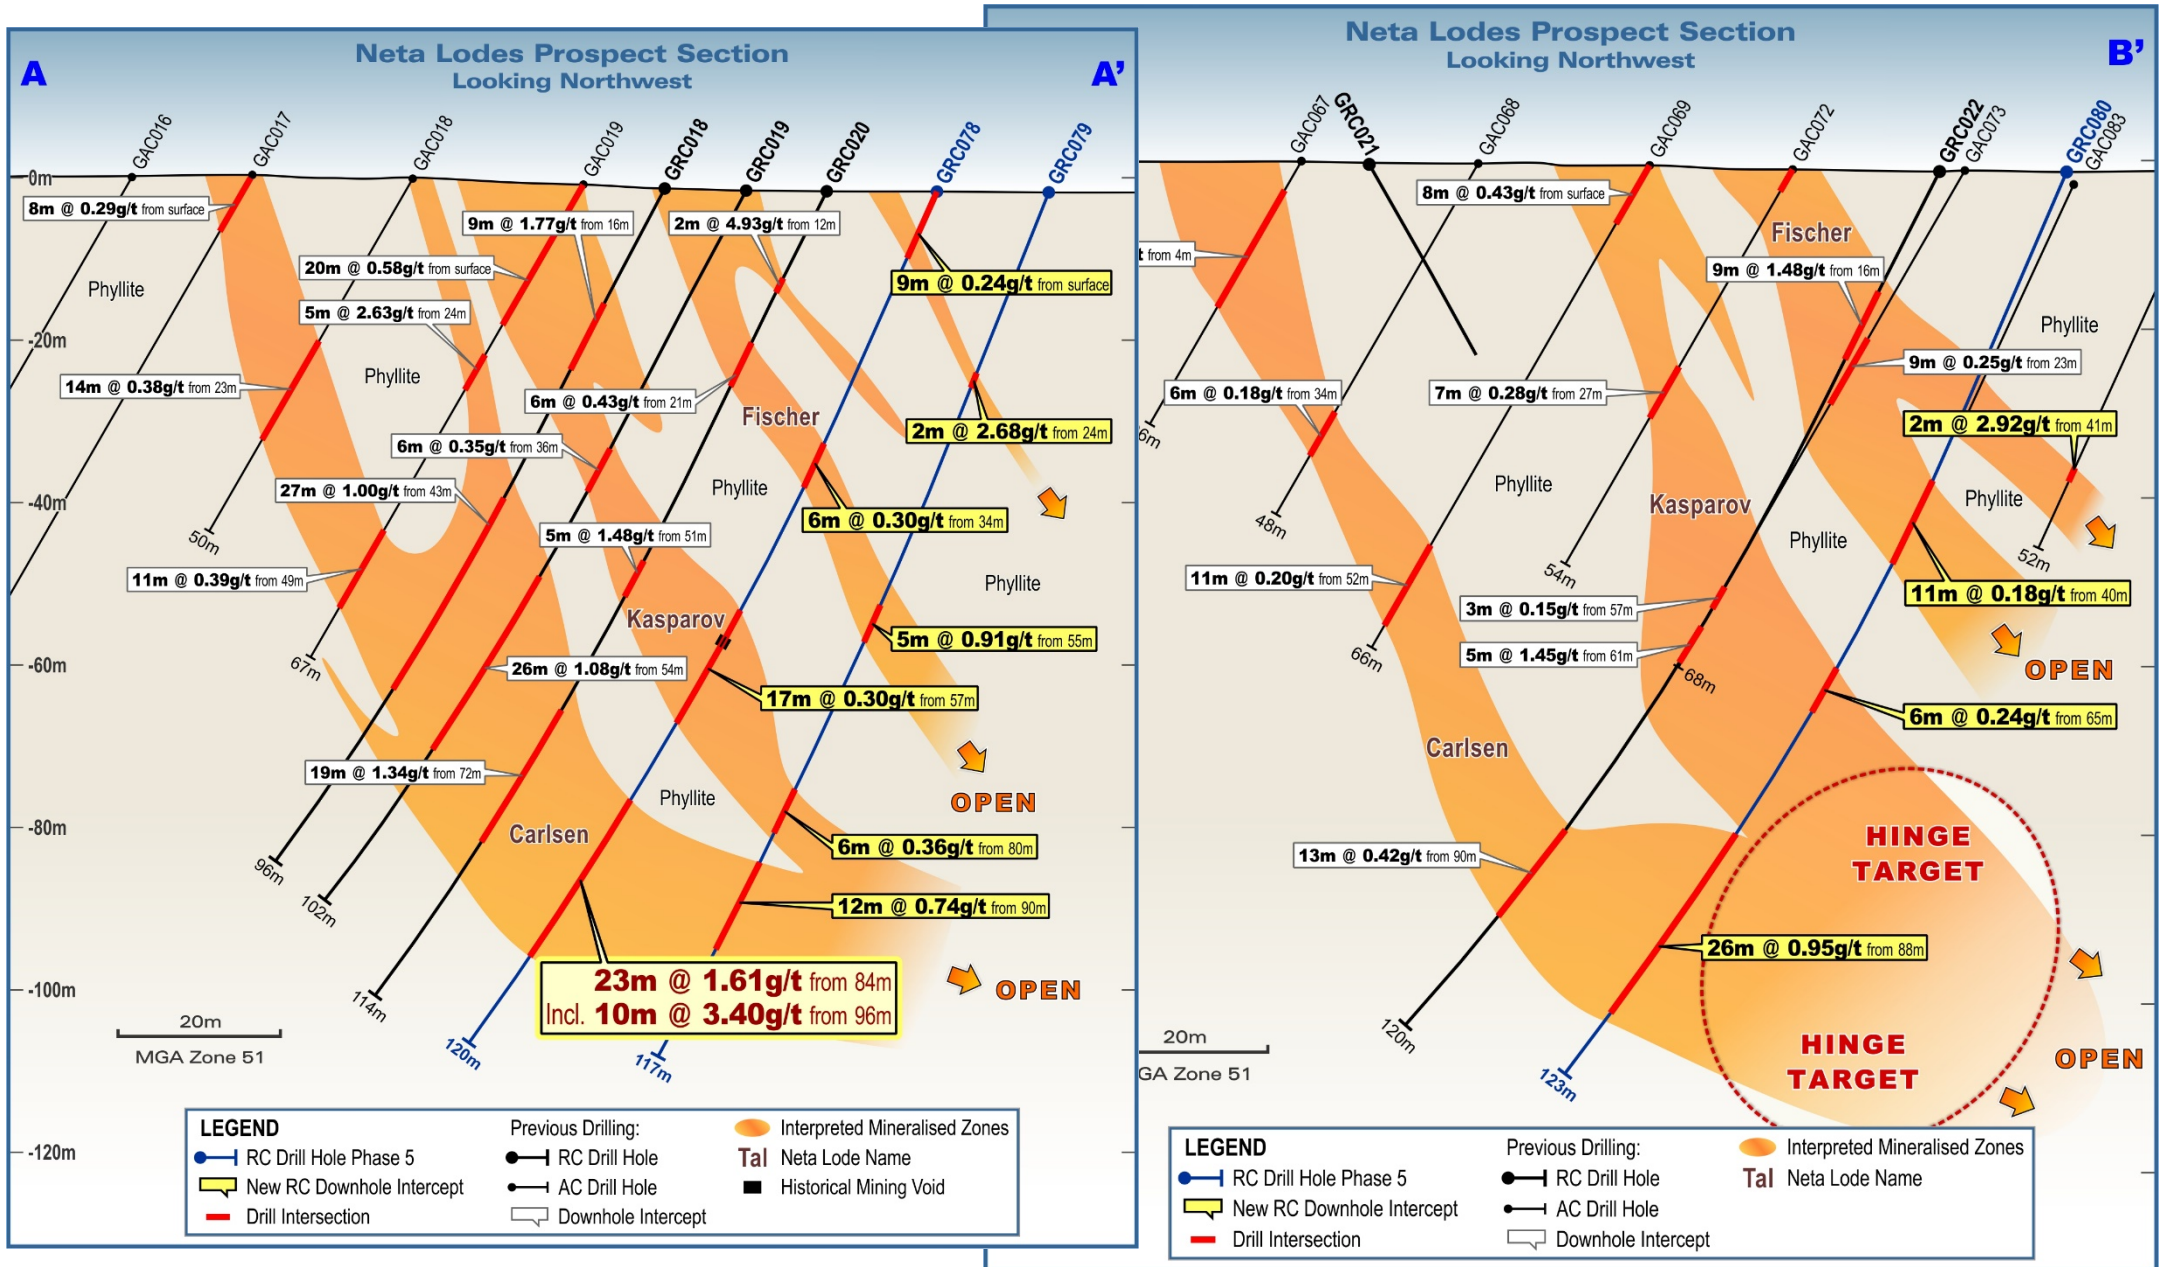 Neta Lodes Prospect Section
Looking Northwest
A
A’
GAC016
GAC017
GAC018
GAC019
GRC018
GRC019
GRC020
GRC078
GRC079
0m
-20m
-40m
-60m
-80m
-100m
-120m
8m @ 0.29g/t from surface
9m @ 1.77g/t from 16m
2m @ 4.93g/t from 12m
20m @ 0.58g/t from surface
9m @ 0.24g/t from surface
Phyllite
5m @ 2.63g/t from 24m
Phyllite
14m @ 0.38g/t from 23m
6m @ 0.43g/t from 21m
Fischer
2m @ 2.68g/t from 24m
6m @ 0.35g/t from 36m
27m @ 1.00g/t from 43m
Phyllite
6m @ 0.30g/t from 34m
5m @ 1.48g/t from 51m
50m
11m @ 0.39g/t from 49m
Phyllite
Kasparov
5m @ 0.91g/t from 55m
67m
26m @ 1.08g/t from 54m
17m @ 0.30g/t from 57m
19m @ 1.34g/t from 72m
Phyllite
OPEN
Carlsen
6m @ 0.36g/t from 80m
96m
102m
12m @ 0.74g/t from 90m
23m @ 1.61g/t from 84m
Incl. 10m @ 3.40g/t from 96m
OPEN
114m
120m
117m
20m
MGA Zone 51
LEGEND
RC Drill Hole Phase 5
New RC Downhole Intercept
Drill Intersection
Previous Drilling:
RC Drill Hole
AC Drill Hole
Downhole Intercept
Interpreted Mineralised Zones
Tal Neta Lode Name
Historical Mining Void
Neta Lodes Prospect Section
Looking Northwest
B’
GAC067
GRC021
GAC068
GAC069
GAC072
GRC022
GAC073
GRC080
GAC083
8m @ 0.43g/t from surface
Fischer
t from 4m
9m @ 1.48g/t from 16m
Phyllite
9m @ 0.25g/t from 23m
6m @ 0.18g/t from 34m
7m @ 0.28g/t from 27m
2m @ 2.92g/t from 41m
6m
Phyllite
Kasparov
Phyllite
48m
Phyllite
52m
54m
11m @ 0.20g/t from 52m
11m @ 0.18g/t from 40m
3m @ 0.15g/t from 57m
66m
5m @ 1.45g/t from 61m
68m
OPEN
6m @ 0.24g/t from 65m
Carlsen
HINGE
TARGET
13m @ 0.42g/t from 90m
26m @ 0.95g/t from 88m
120m
HINGE
TARGET
OPEN
123m
20m
GA Zone 51
LEGEND
RC Drill Hole Phase 5
New RC Downhole Intercept
Drill Intersection
Previous Drilling:
RC Drill Hole
AC Drill Hole
Downhole Intercept
Interpreted Mineralised Zones
Tal Neta Lode Name